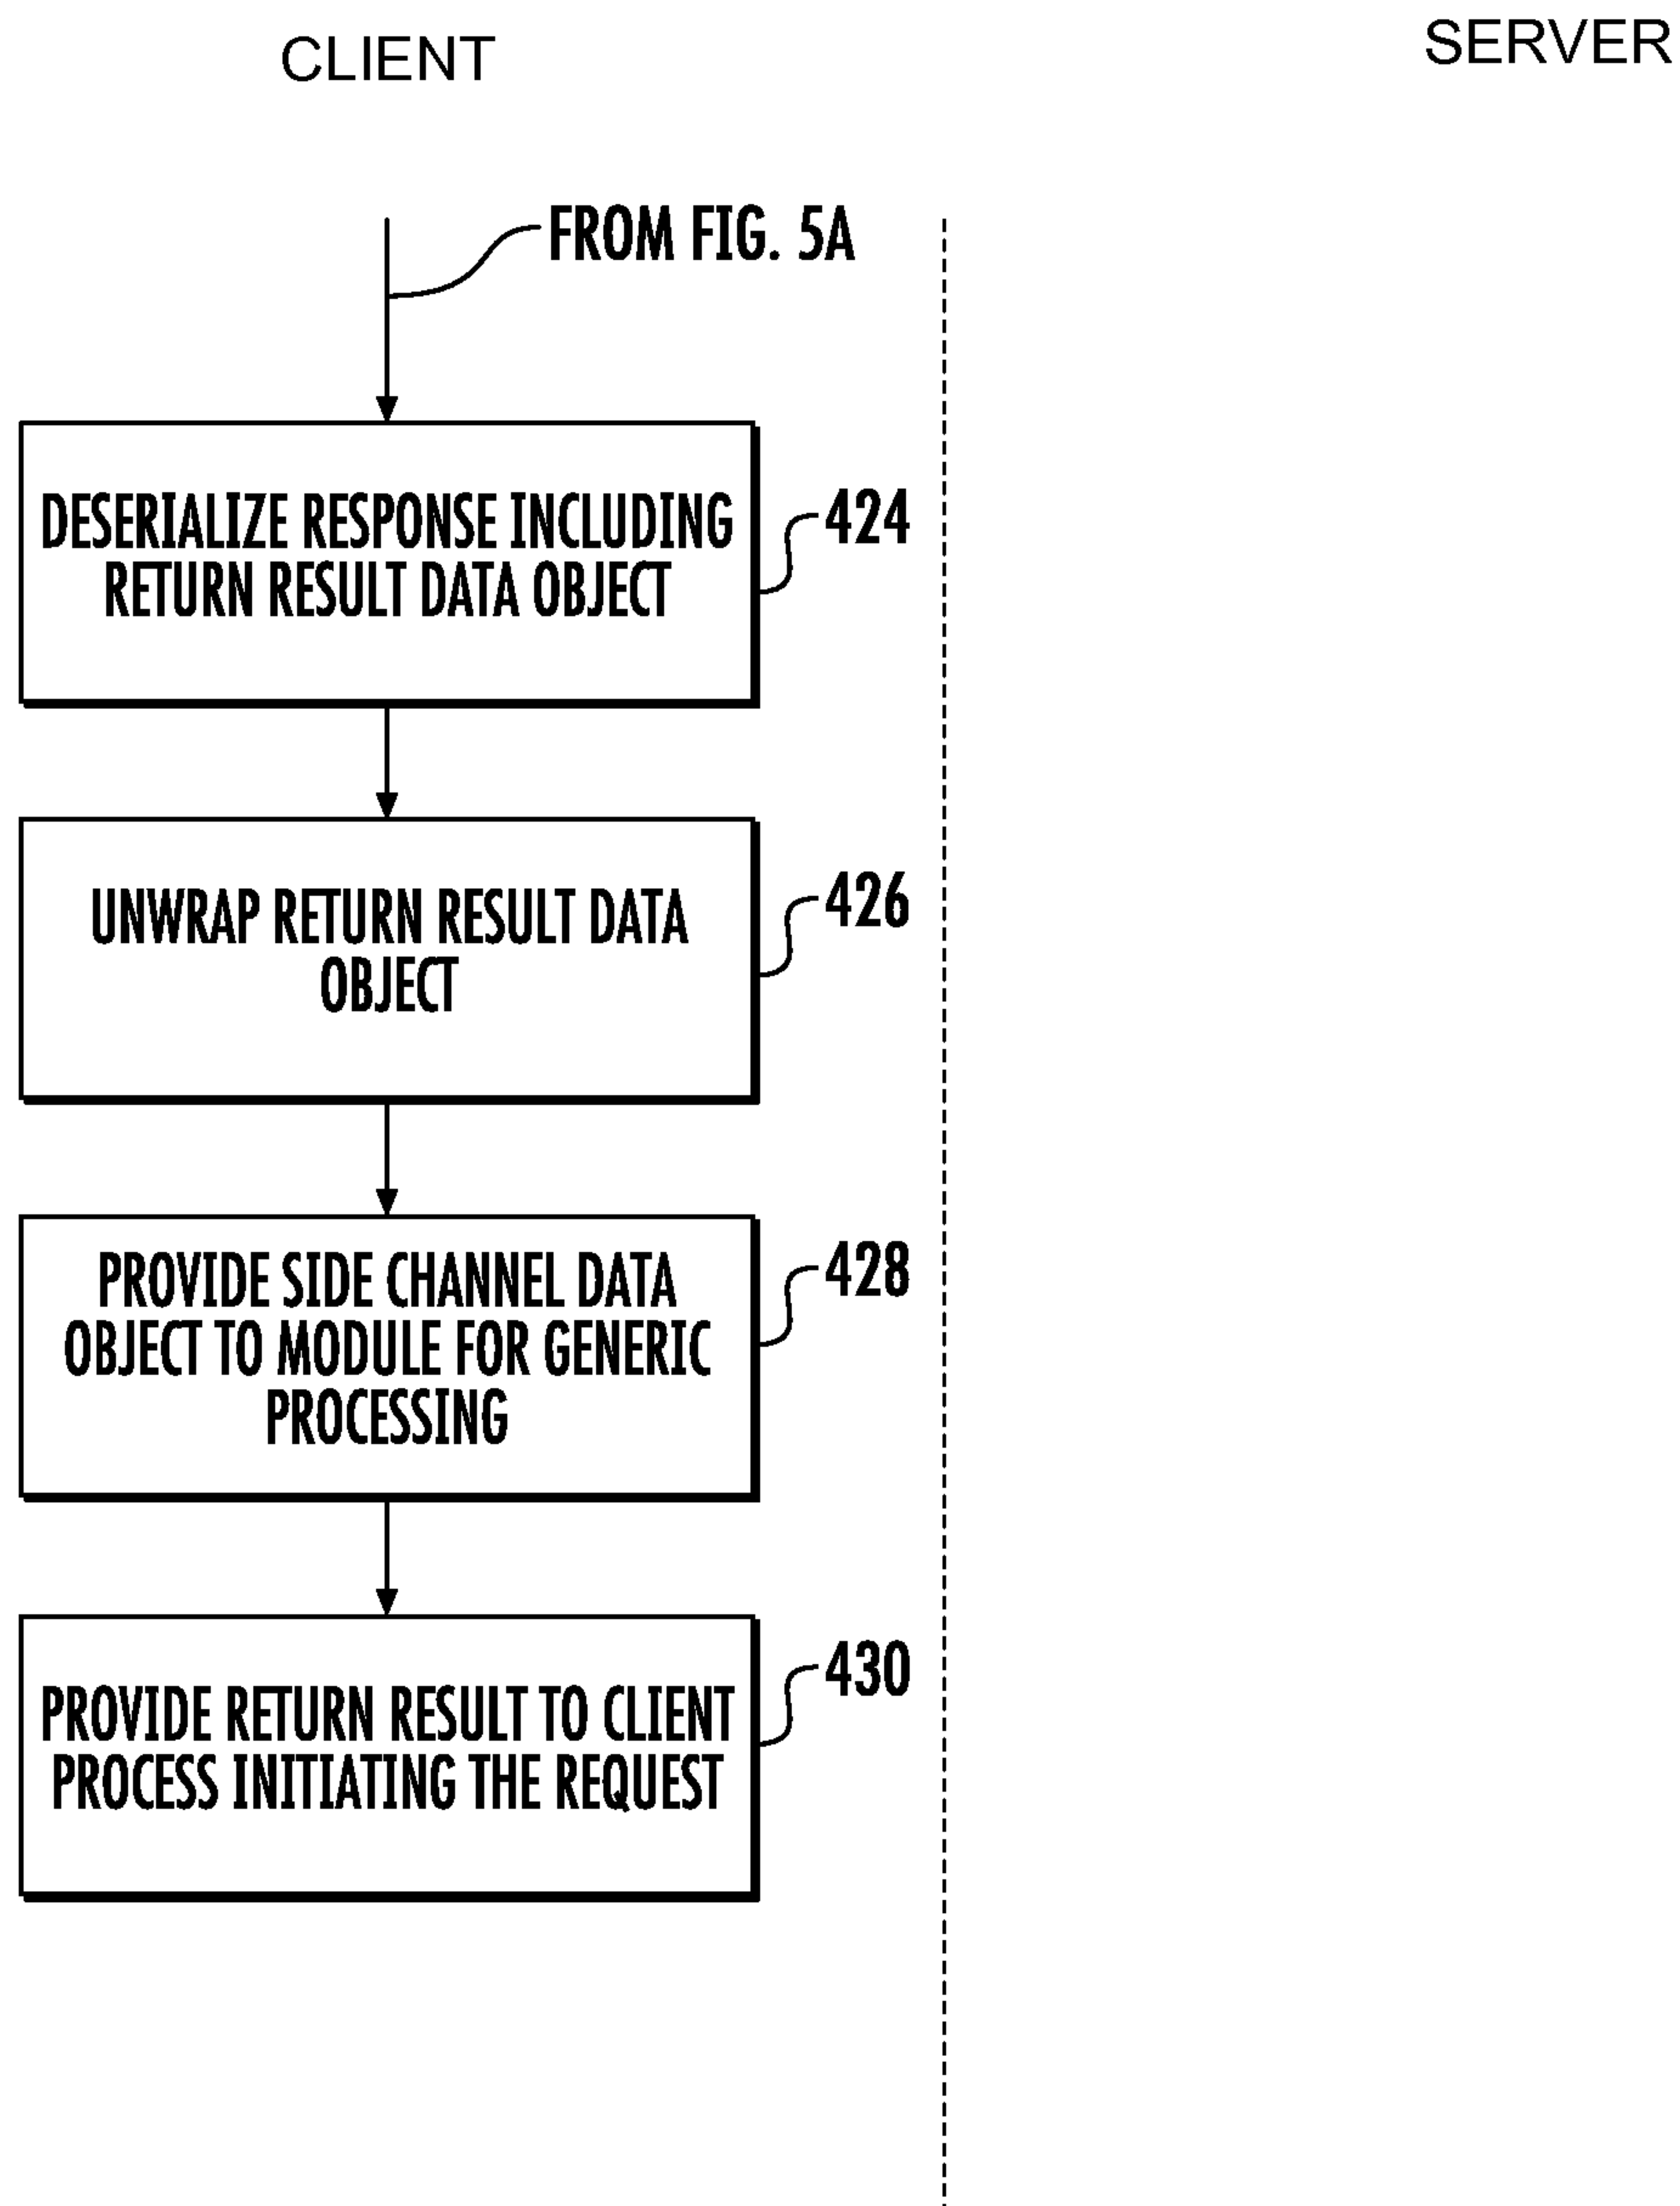 CLIENT
SERVER
FROM FIG. 5A
DESERIALIZE RESPONSE INCLUDING
RETURN RESULT DATA OBJECT
424
UNWRAP RETURN RESULT DATA
OBJECT
426
PROVIDE SIDE CHANNEL DATA
OBJECT TO MODULE FOR GENERIC
PROCESSING
428
PROVIDE RETURN RESULT TO CLIENT
PROCESS INITIATING THE REQUEST
430